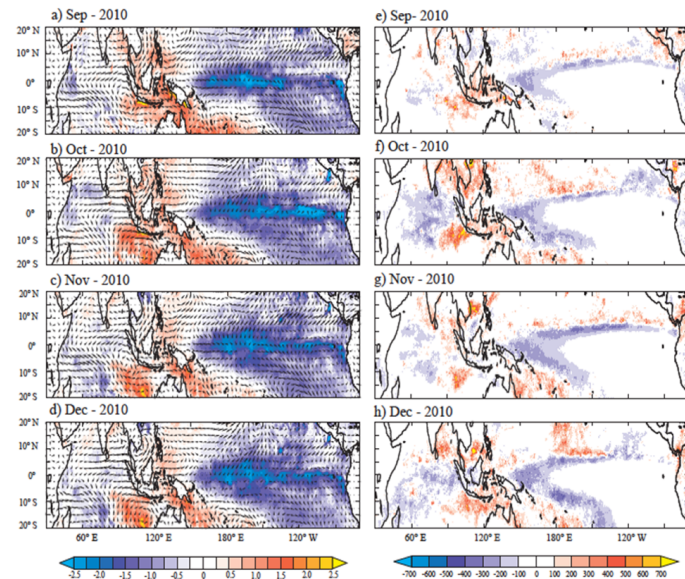 a) Sep - 2010
20° N
10° N
0°
10° S
20° S
b) Oct - 2010
20° N
10° N
0°
10° S
20° S
c) Nov - 2010
20° N
10° N
0°
10° S
20° S
d) Dec - 2010
20° N
10° N
0°
10° S
20° S
60° E
120° E
180° E
120° W
-2.5 -2.0 -1.5 -1.0 -0.5 0 0.5 1.0 1.5 2.0 2.5
e) Sep- 2010
f) Oct - 2010
g) Nov - 2010
h) Dec - 2010
60° E
120° E
180° E
120° W
-700 -600 -500 -400 -300 -200 -100 100 200 300 400 500 600 700